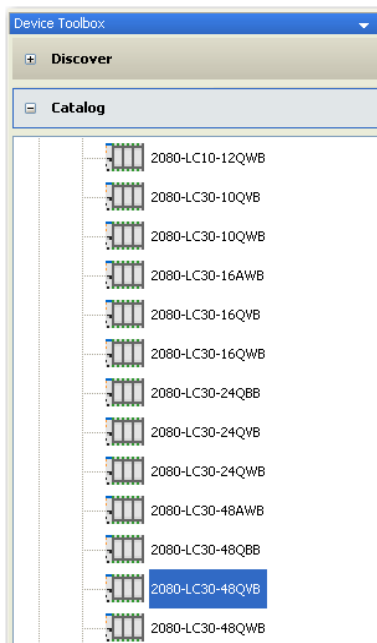 Device Toolbox
Discover
Catalog
2080-LC10-12QWB
2080-LC30-10QVB
2080-LC30-10QWB
2080-LC30-16AWB
2080-LC30-16QVB
2080-LC30-16QWB
2080-LC30-24QBB
2080-LC30-24QVB
2080-LC30-24QWB
2080-LC30-48AWB
2080-LC30-48QBB
2080-LC30-48QVB
2080-LC30-48QWB